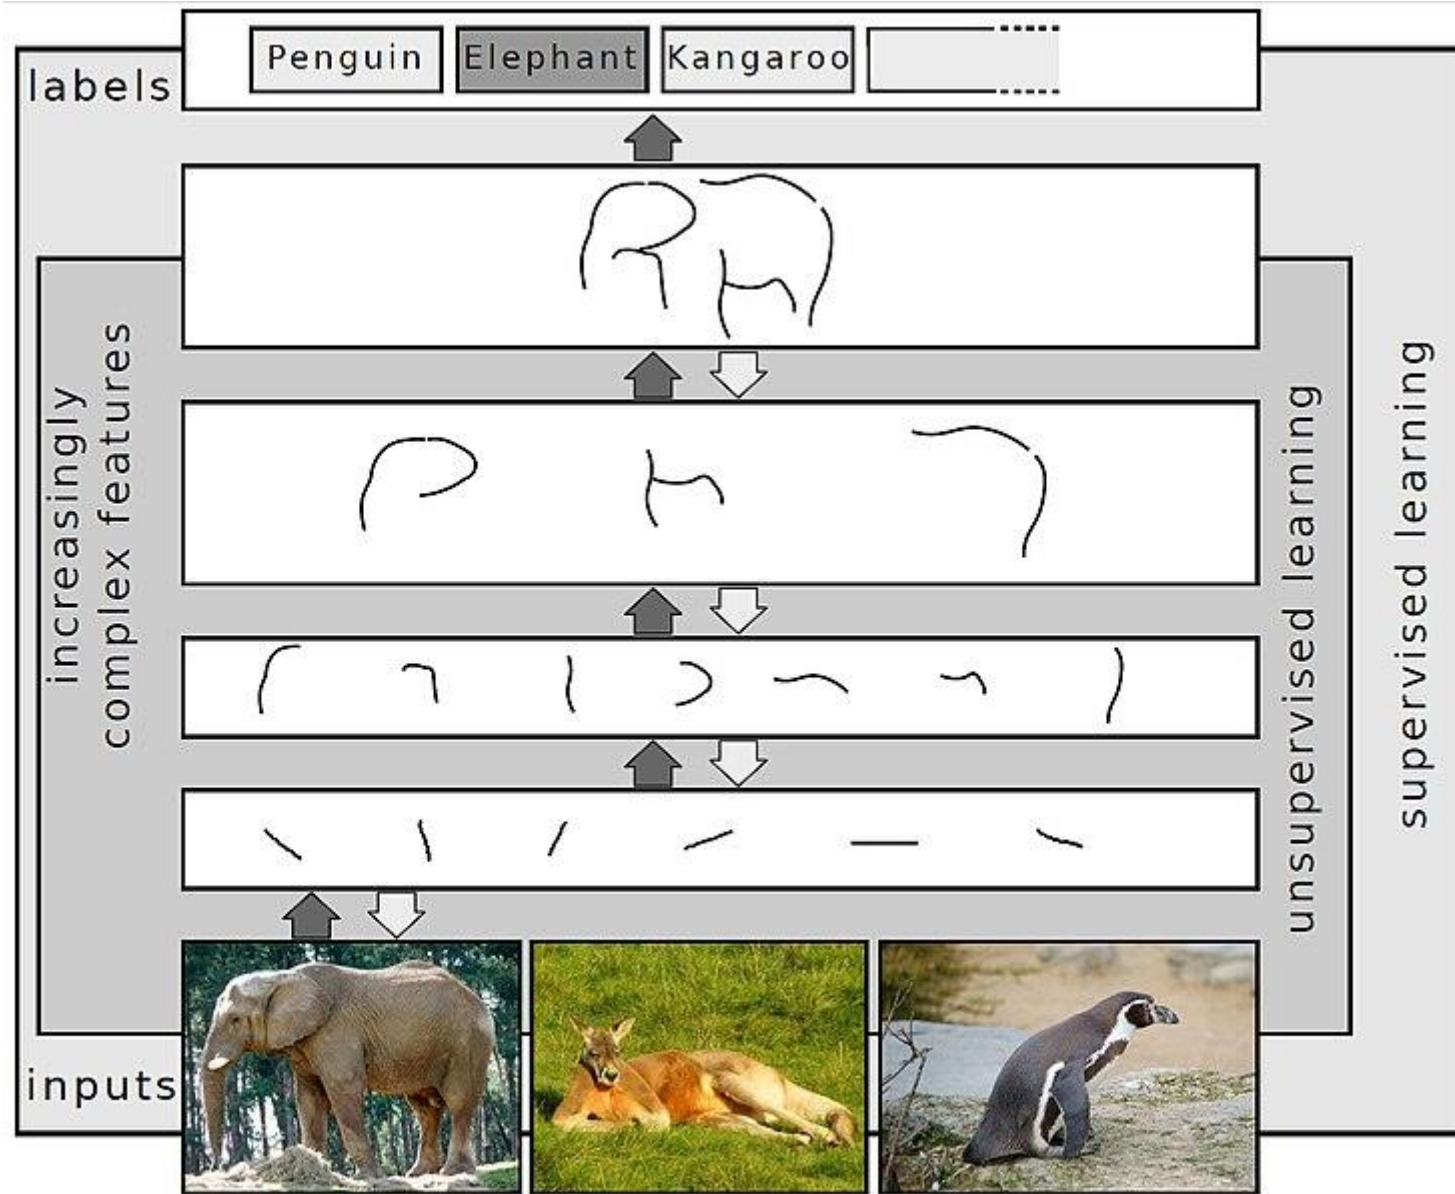 labels
Penguin
Elephant
Kangaroo
increasingly
complex features
unsupervised learning
supervised learning
inputs